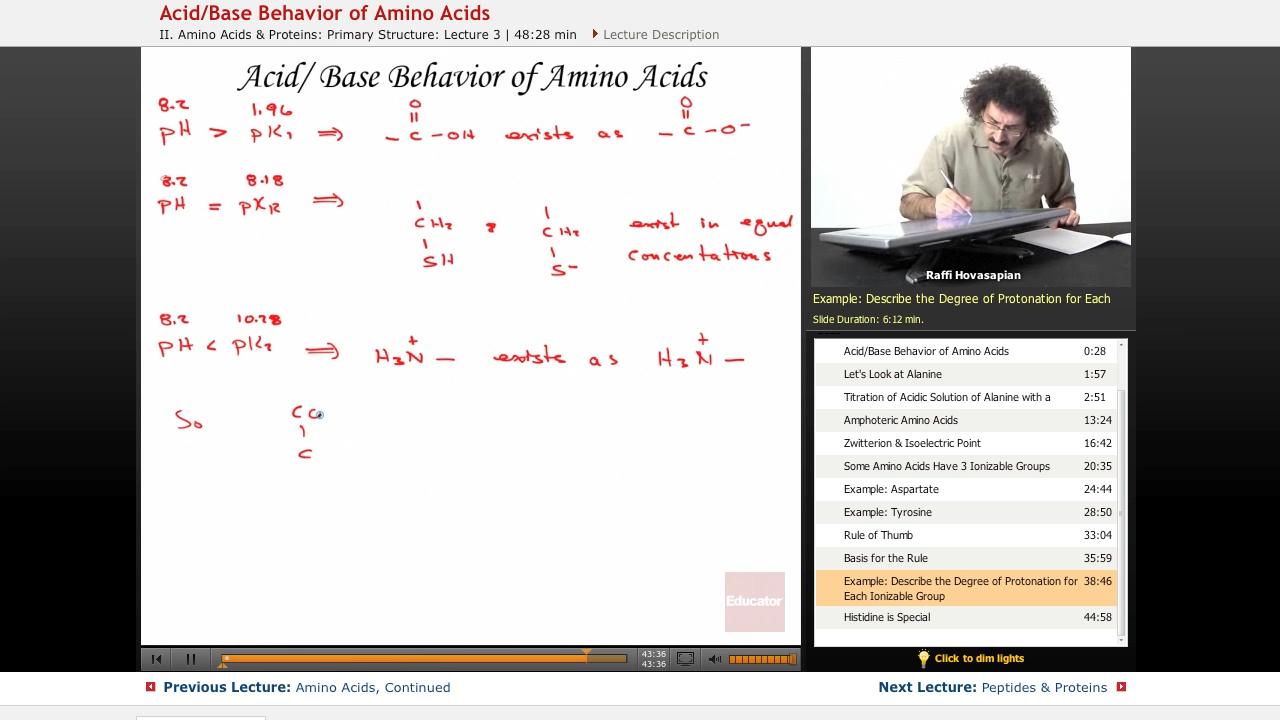 Acid/Base Behavior of Amino Acids
II. Amino Acids & Proteins: Primary Structure: Lecture 3 | 48:28 min
Lecture Description
Acid/ Base Behavior of Amino Acids
8.2 1.96 O O
pH > pK1 ⇒ – C – OH exists as – C – O–
8.2 8.18
pH = pKR ⇒
CH2 & CH2 exist in equal
SH S– concentations
8.2 10.28
pH < pK2 ⇒ H3N+ — exists as H3N+ —
So CC
C
Educator
Raffi Hovasapian
Example: Describe the Degree of Protonation for Each
Slide Duration: 6:12 min.
Acid/Base Behavior of Amino Acids 0:28
Let's Look at Alanine 1:57
Titration of Acidic Solution of Alanine with a 2:51
Amphoteric Amino Acids 13:24
Zwitterion & Isoelectric Point 16:42
Some Amino Acids Have 3 Ionizable Groups 20:35
Example: Aspartate 24:44
Example: Tyrosine 28:50
Rule of Thumb 33:04
Basis for the Rule 35:59
Example: Describe the Degree of Protonation for 38:46
Each Ionizable Group
Histidine is Special 44:58
43:36
43:36
Click to dim lights
Previous Lecture: Amino Acids, Continued
Next Lecture: Peptides & Proteins